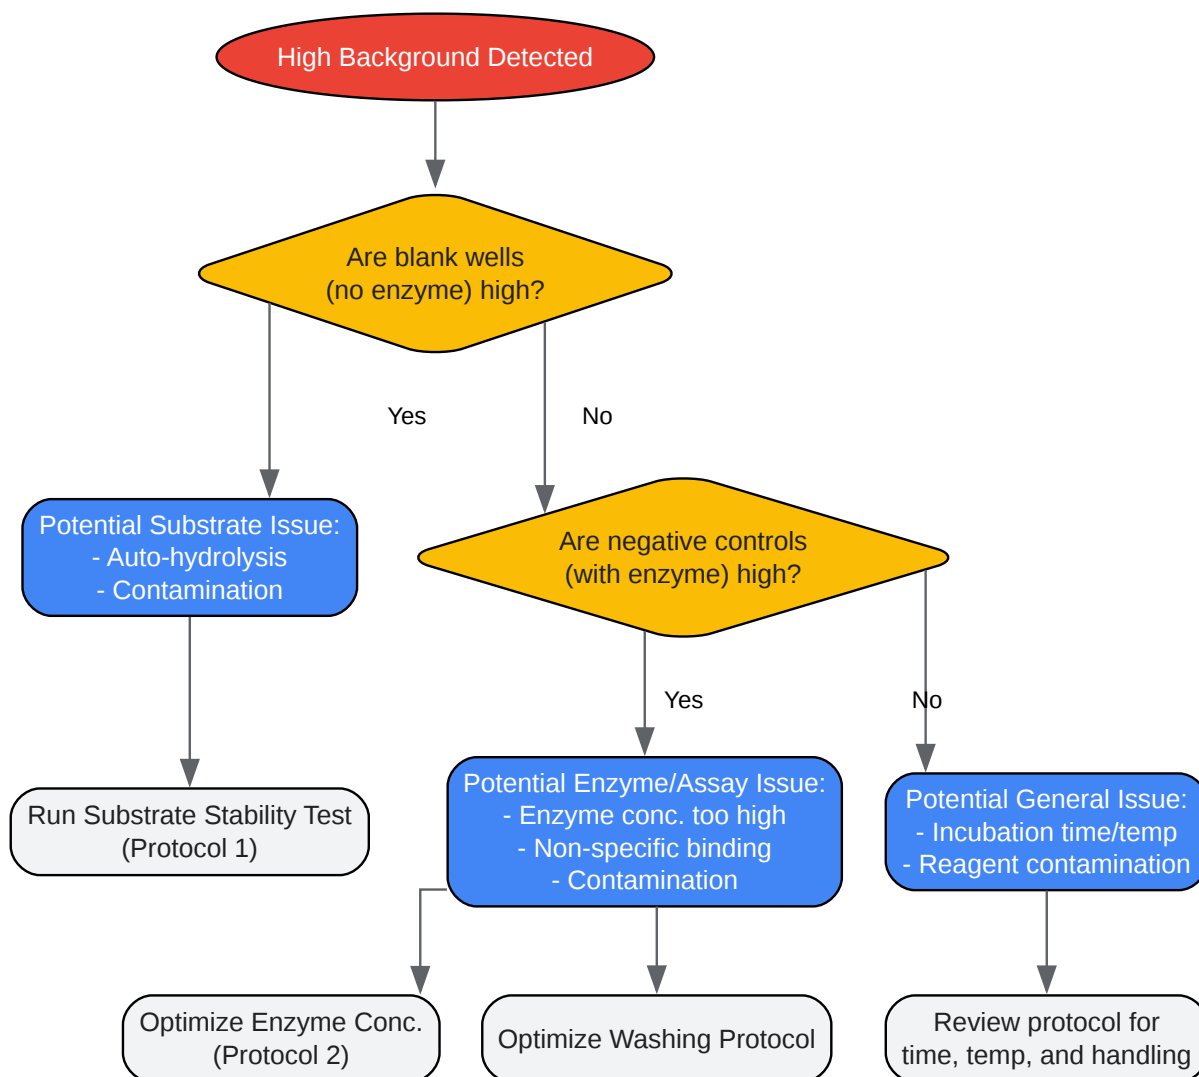 High Background Detected
Are blank wells
(no enzyme) high?
Yes
No
Potential Substrate Issue:
- Auto-hydrolysis
- Contamination
Are negative controls
(with enzyme) high?
Yes
No
Run Substrate Stability Test
(Protocol 1)
Potential Enzyme/Assay Issue:
- Enzyme conc. too high
- Non-specific binding
- Contamination
Potential General Issue:
- Incubation time/temp
- Reagent contamination
Optimize Enzyme Conc.
(Protocol 2)
Optimize Washing Protocol
Review protocol for
time, temp, and handling